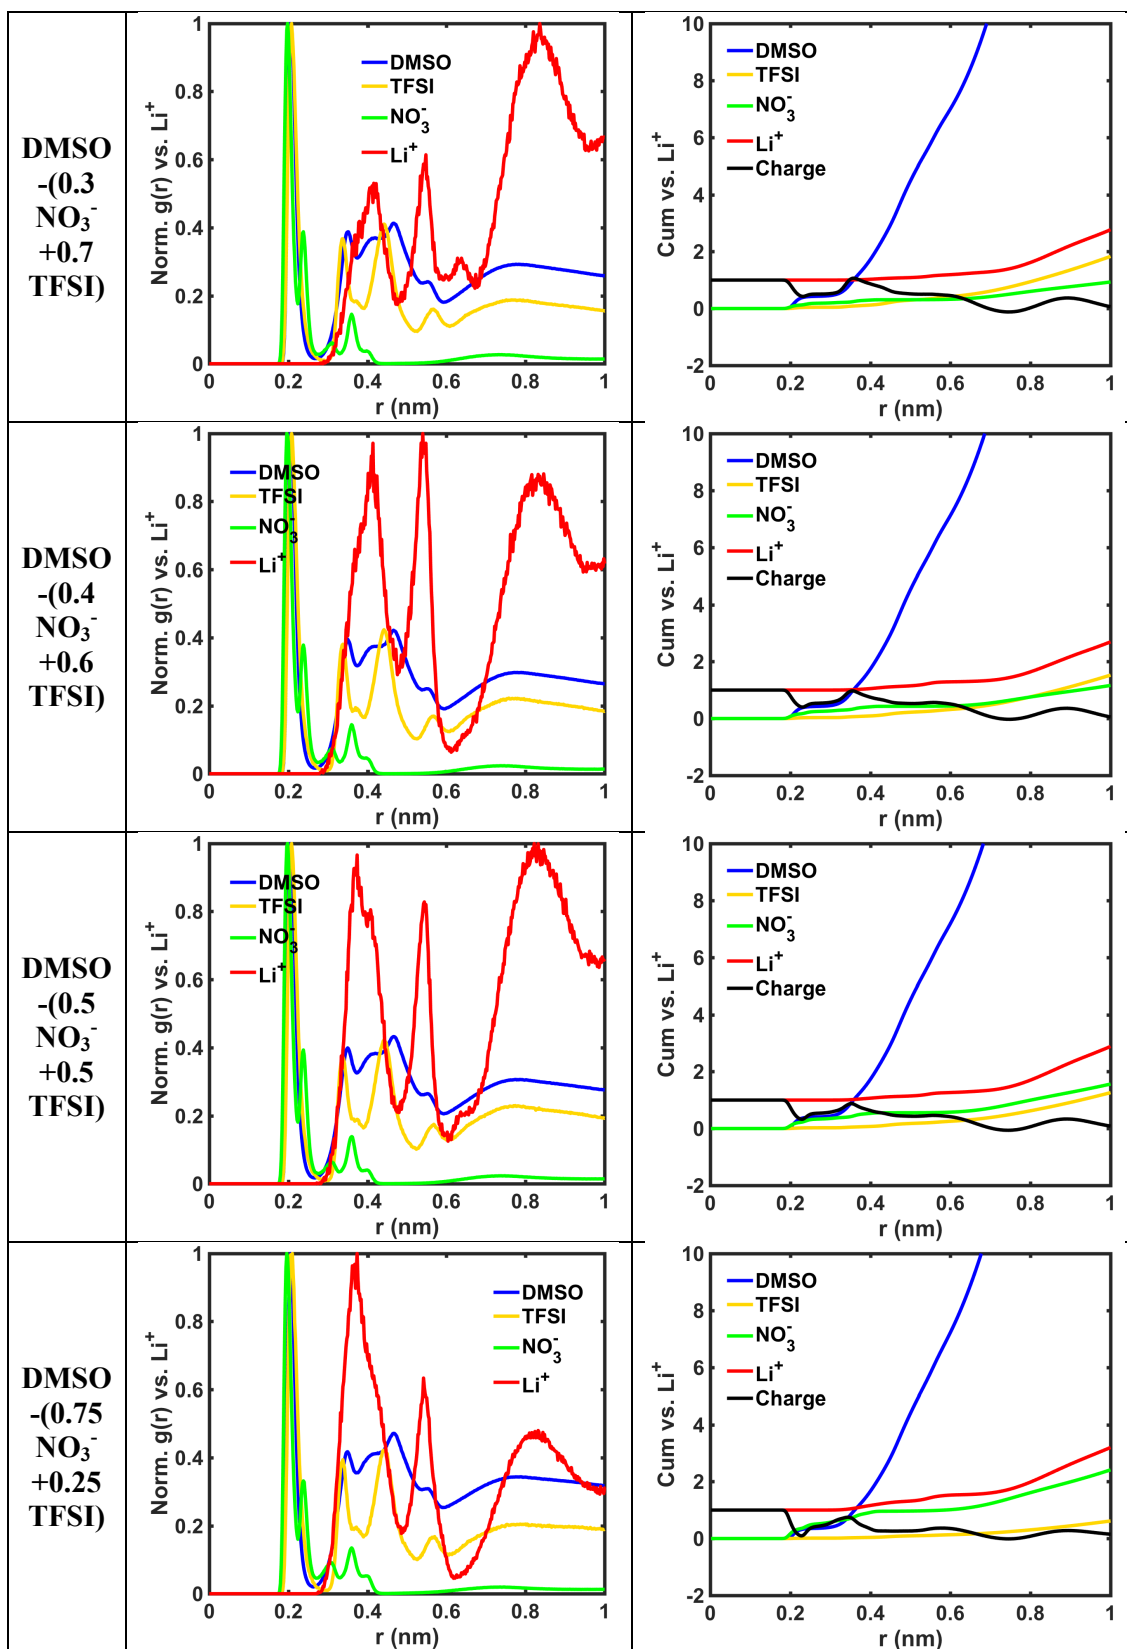 DMSO
-(0.3
NO₃⁻
+0.7
TFSI)
Norm. g(r) vs. Li⁺
1
0.8
0.6
0.4
0.2
0
DMSO
TFSI
NO₃⁻
Li⁺
0 0.2 0.4 0.6 0.8 1
r (nm)
Cum vs. Li⁺
10
8
6
4
2
0
-2
DMSO
TFSI
NO₃⁻
Li⁺
Charge
0 0.2 0.4 0.6 0.8 1
r (nm)
DMSO
-(0.4
NO₃⁻
+0.6
TFSI)
Norm. g(r) vs. Li⁺
1
0.8
0.6
0.4
0.2
0
DMSO
TFSI
NO₃⁻
Li⁺
0 0.2 0.4 0.6 0.8 1
r (nm)
Cum vs. Li⁺
10
8
6
4
2
0
-2
DMSO
TFSI
NO₃⁻
Li⁺
Charge
0 0.2 0.4 0.6 0.8 1
r (nm)
DMSO
-(0.5
NO₃⁻
+0.5
TFSI)
Norm. g(r) vs. Li⁺
1
0.8
0.6
0.4
0.2
0
DMSO
TFSI
NO₃⁻
Li⁺
0 0.2 0.4 0.6 0.8 1
r (nm)
Cum vs. Li⁺
10
8
6
4
2
0
-2
DMSO
TFSI
NO₃⁻
Li⁺
Charge
0 0.2 0.4 0.6 0.8 1
r (nm)
DMSO
-(0.75
NO₃⁻
+0.25
TFSI)
Norm. g(r) vs. Li⁺
1
0.8
0.6
0.4
0.2
0
DMSO
TFSI
NO₃⁻
Li⁺
0 0.2 0.4 0.6 0.8 1
r (nm)
Cum vs. Li⁺
10
8
6
4
2
0
-2
DMSO
TFSI
NO₃⁻
Li⁺
Charge
0 0.2 0.4 0.6 0.8 1
r (nm)